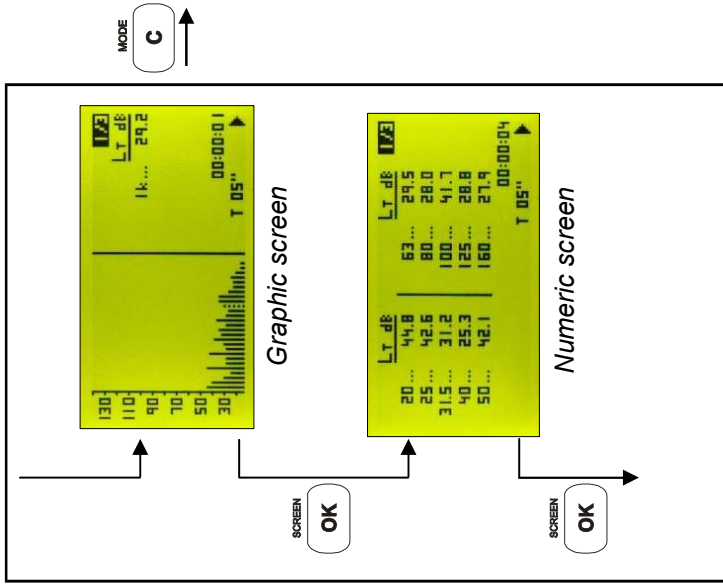 MODE
C
1/3
LT dB
1k... 29.2
130
110
90
70
50
30
00:00:01
T 05"
Graphic screen
SCREEN
OK
1/3
LT dB LT dB
20... 44.8 63... 29.5
25... 42.6 80... 28.0
31.5... 31.2 100... 41.7
40... 25.3 125... 28.8
50... 42.1 160... 27.9
00:00:04
T 05"
Numeric screen
SCREEN
OK